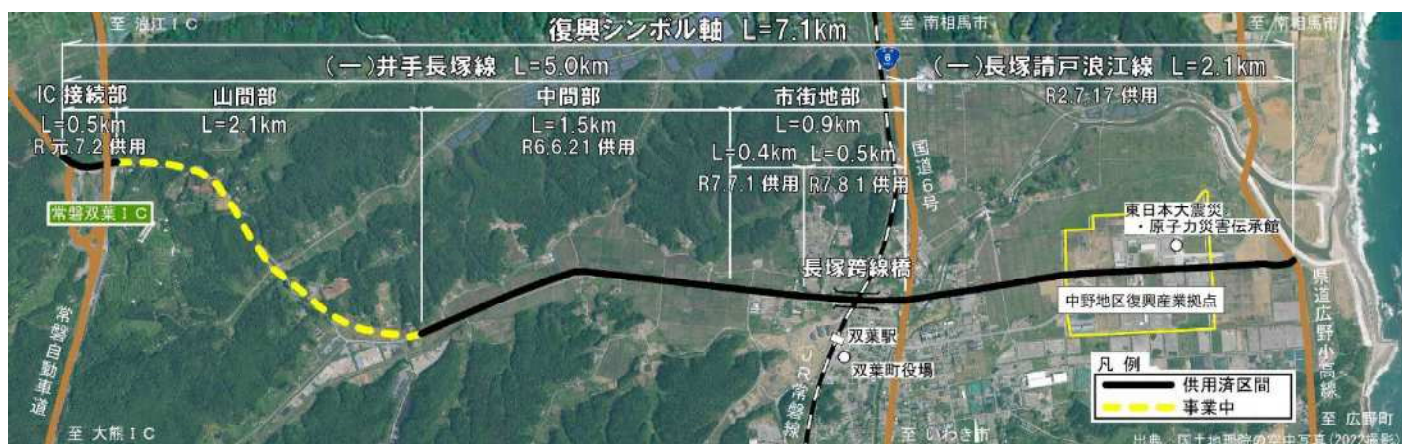 至 浪江IC
至 南相馬市
至 南相馬市
復興シンボル軸 L=7.1km
6
(一)井手長塚線 L=5.0km
(一)長塚請戸浪江線 L=2.1km
R2.7.17 供用
IC接続部
L=0.5km
R元.7.2 供用
山間部
L=2.1km
中間部
L=1.5km
R6.6.21 供用
市街地部
L=0.9km
L=0.4km
R7.7.1 供用
L=0.5km
R7.8.1 供用
国道6号
常磐双葉IC
東日本大震災
・原子力災害伝承館
長塚跨線橋
中野地区復興産業拠点
双葉駅
双葉町役場
JR常磐線
常磐自動車道
県道広野小高線
凡 例
供用済区間
事業中
至 大熊IC
至 いわき市
至 広野町
出典:国土地理院の空中写真(2022撮影)